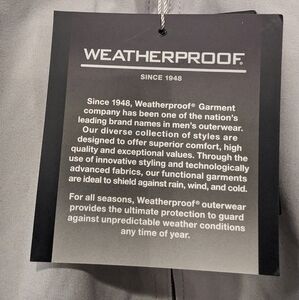 WEATHERPROOF®
SINCE 1948
Since 1948, Weatherproof® Garment
company has been one of the nation's
leading brand names in men's outerwear.
Our diverse collection of styles are
designed to offer superior comfort, high
quality and exceptional values. Through the
use of innovative styling and technologically
advanced fabrics, our functional garments
are ideal to shield against rain, wind, and cold.
For all seasons, Weatherproof® outerwear
provides the ultimate protection to guard
against unpredictable weather conditions
any time of year.